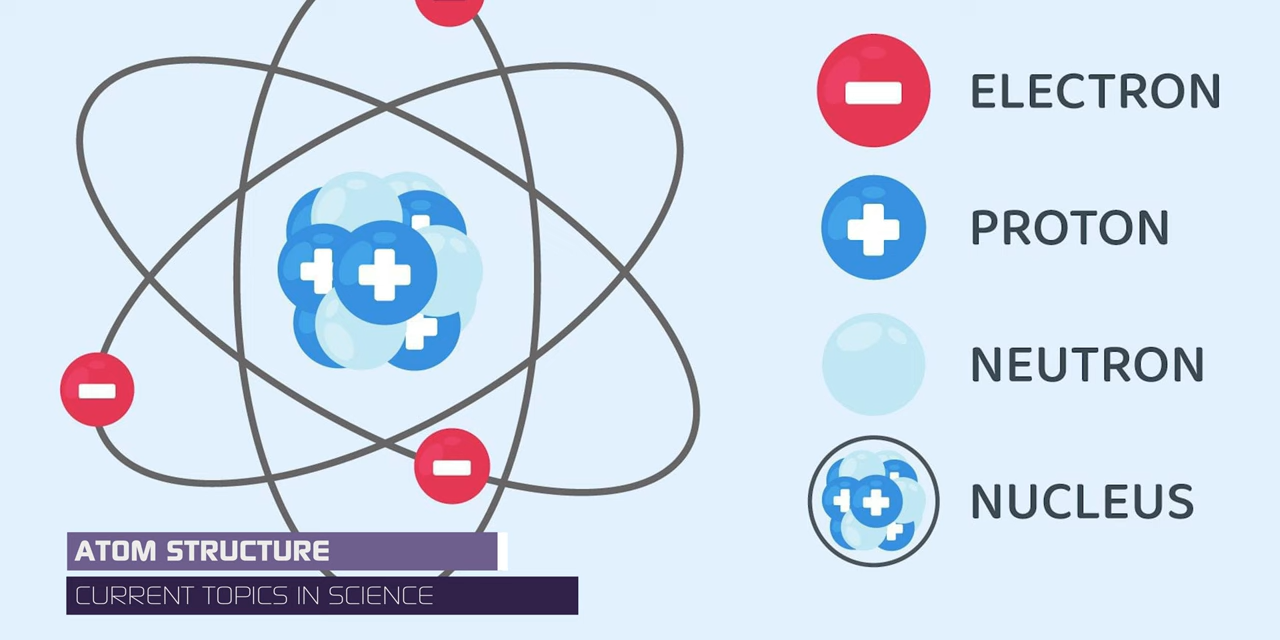 ELECTRON
PROTON
NEUTRON
NUCLEUS
ATOM STRUCTURE
CURRENT TOPICS IN SCIENCE